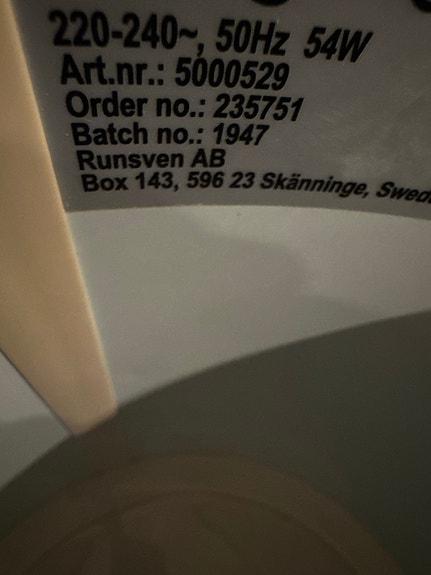 220-240~, 50Hz 54W
Art.nr.: 5000529
Order no.: 235751
Batch no.: 1947
Runsven AB
Box 143, 596 23 Skänninge,